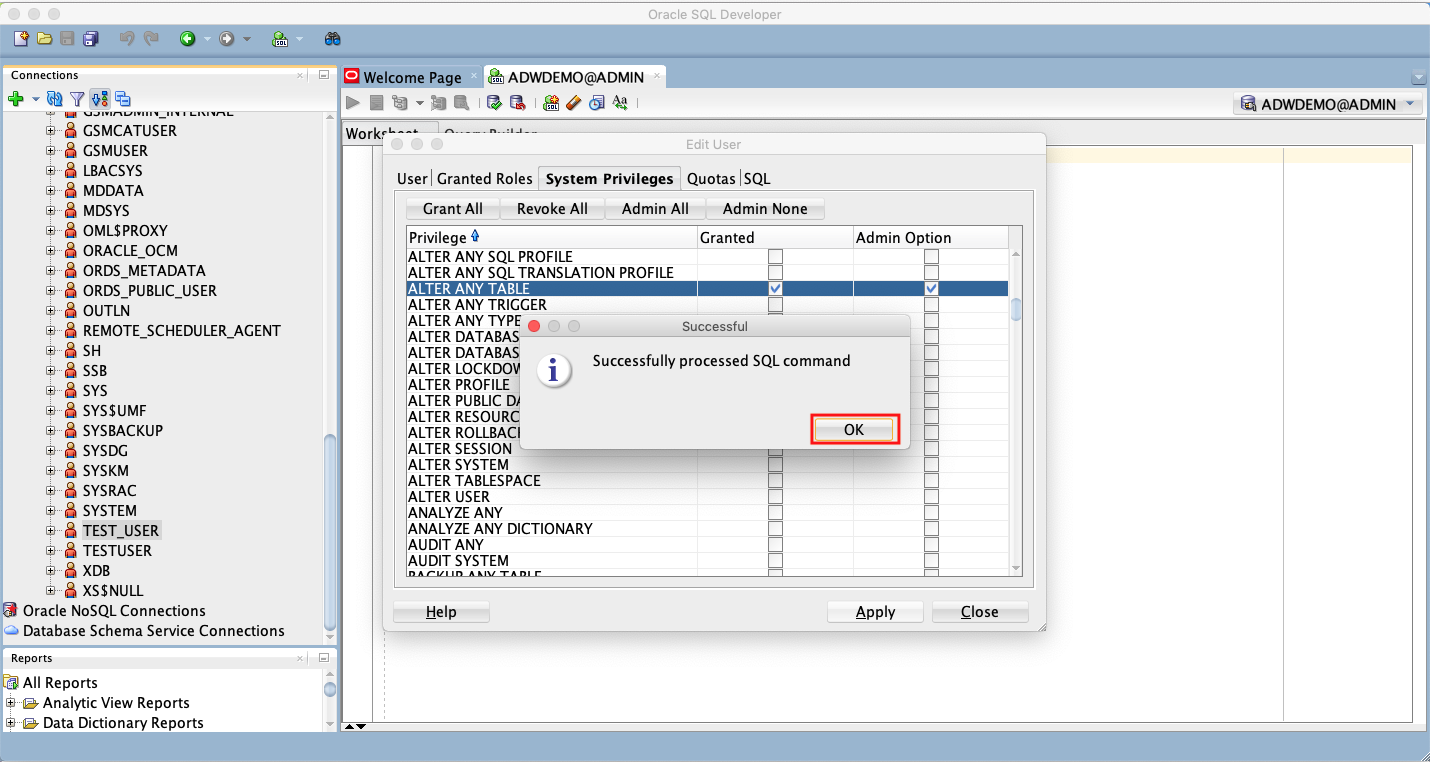 Oracle SQL Developer
Connections
GSMADMIN_INTERNAL
GSMCATUSER
GSMUSER
LBACSYS
MDDATA
MDSYS
OML$PROXY
ORACLE_OCM
ORDS_METADATA
ORDS_PUBLIC_USER
OUTLN
REMOTE_SCHEDULER_AGENT
SH
SSB
SYS
SYS$UMF
SYSBACKUP
SYSDG
SYSKM
SYSRAC
SYSTEM
TEST_USER
TESTUSER
XDB
XS$NULL
Oracle NoSQL Connections
Database Schema Service Connections
Reports
All Reports
Analytic View Reports
Data Dictionary Reports
Welcome Page
ADWDEMO@ADMIN
ADWDEMO@ADMIN
Worksheet Query Builder
Edit User
User Granted Roles System Privileges Quotas SQL
Grant All Revoke All Admin All Admin None
Privilege Granted Admin Option
ALTER ANY SQL PROFILE
ALTER ANY SQL TRANSLATION PROFILE
ALTER ANY TABLE
ALTER ANY TRIGGER
ALTER ANY TYPE
ALTER DATABAS
ALTER DATABAS
ALTER LOCKDOW
ALTER PROFILE
ALTER PUBLIC DA
ALTER RESOURC
ALTER ROLLBACK
ALTER SESSION
ALTER SYSTEM
ALTER TABLESPACE
ALTER USER
ANALYZE ANY
ANALYZE ANY DICTIONARY
AUDIT ANY
AUDIT SYSTEM
BACKUP ANY TABLE
Successful
Successfully processed SQL command
OK
Help Apply Close